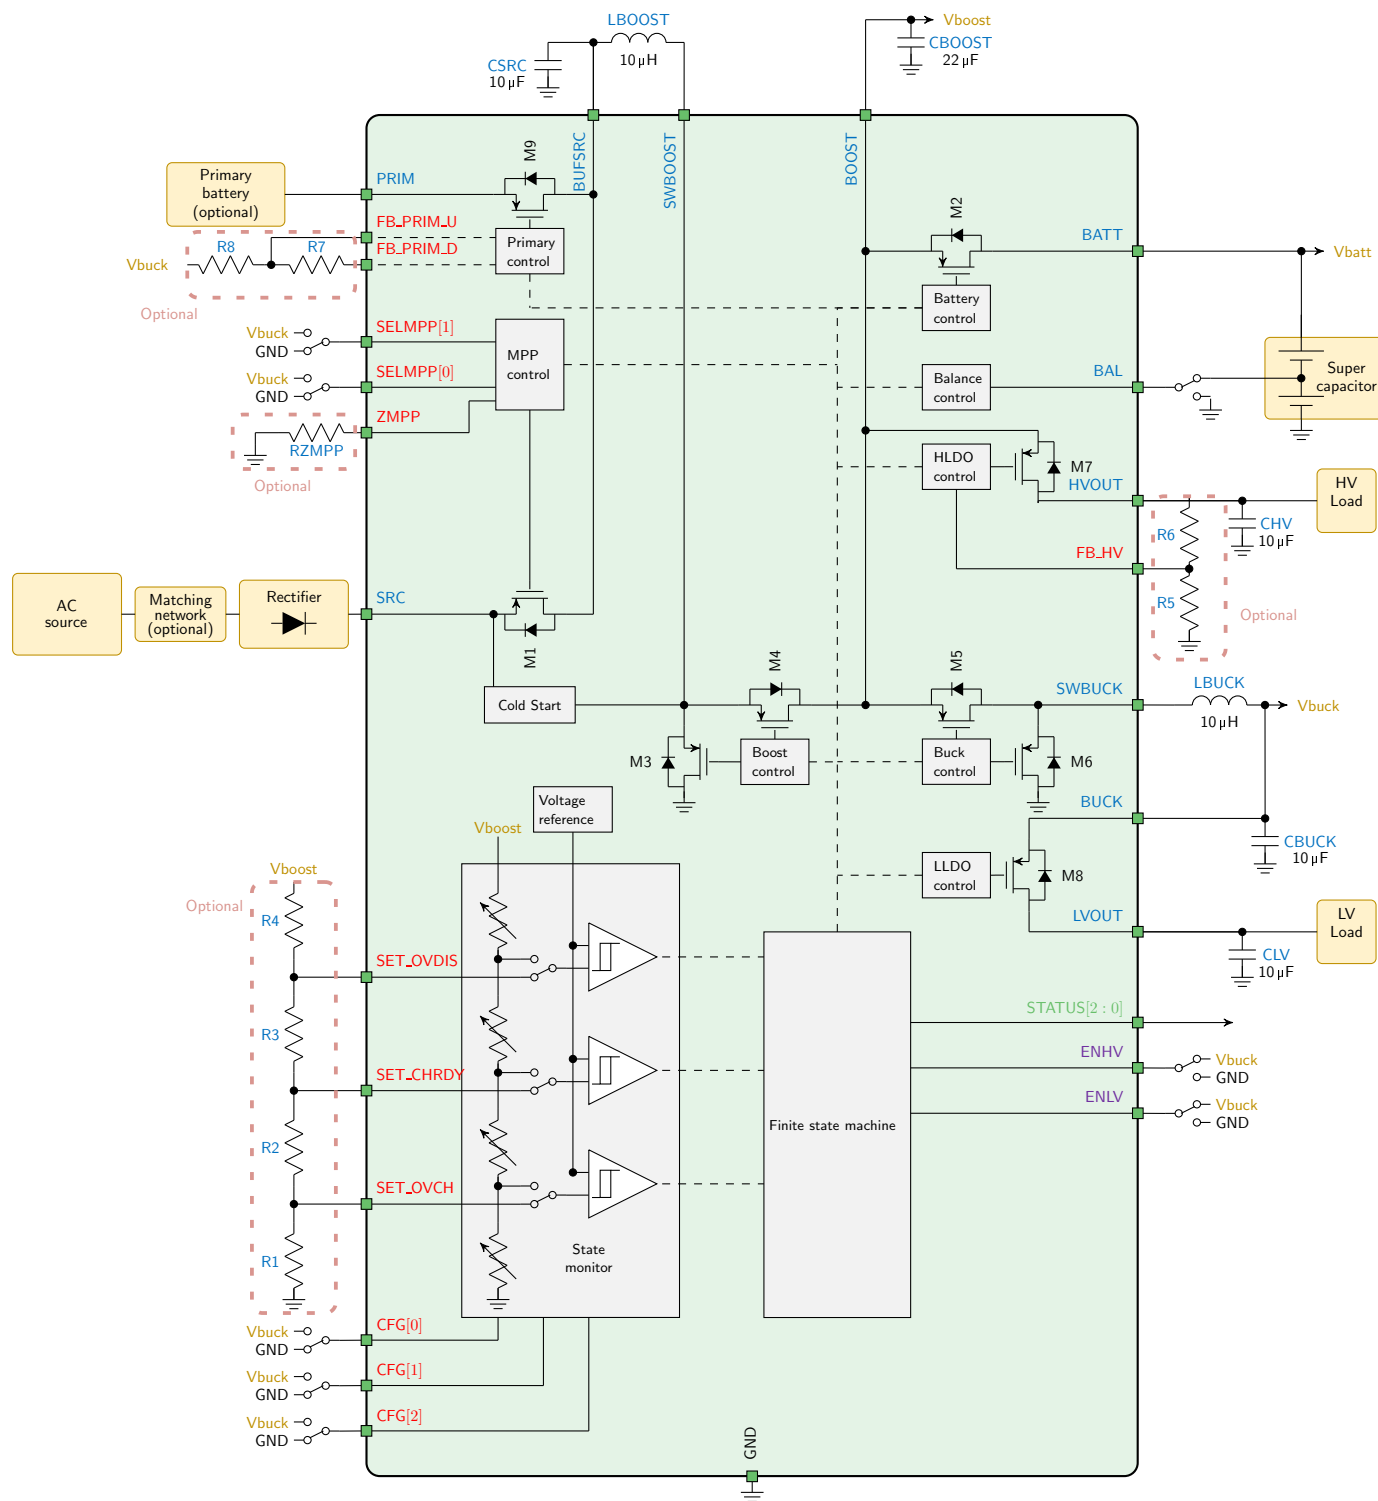 LBOOST
10 µH
CSRC
10 µF
Vboost
CBOOST
22 µF
BUFSRC
SWBOOST
BOOST
Primary
battery
(optional)
PRIM
M9
FB_PRIM_U
FB_PRIM_D
R8
R7
Vbuck
Optional
Primary
control
M2
BATT
Vbatt
Battery
control
SELMPP[1]
Vbuck
GND
SELMPP[0]
Vbuck
GND
MPP
control
ZMPP
RZMPP
Optional
Balance
control
BAL
Super
capacitor
HLDO
control
M7
HVOUT
HV
Load
CHV
10 µF
R6
FB_HV
R5
Optional
AC
source
Matching
network
(optional)
Rectifier
SRC
M1
Cold Start
M4
M5
SWBUCK
LBUCK
10 µH
Vbuck
M3
Boost
control
Buck
control
M6
BUCK
CBUCK
10 µF
Voltage
reference
Vboost
LLDO
control
M8
LVOUT
LV
Load
CLV
10 µF
Vboost
Optional
R4
SET_OVDIS
R3
SET_CHRDY
R2
SET_OVCH
R1
State
monitor
Finite state machine
STATUS[2 : 0]
ENHV
Vbuck
GND
ENLV
Vbuck
GND
CFG[0]
Vbuck
GND
CFG[1]
Vbuck
GND
CFG[2]
Vbuck
GND
GND